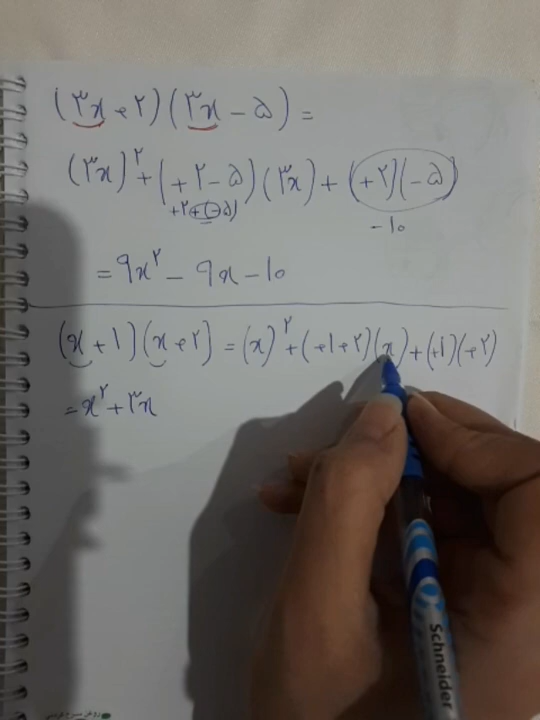 (۳x + ۲)(۳x - ۵) =
(۳x)^۲ + (+۲-۵)(۳x) + (+۲)(-۵)
+۲+(-۵)
-۱۰
= ۹x^۲ - ۹x - ۱۰
(x + ۱)(x + ۲) = (x)^۲ + (+۱+۲)(x) + (+۱)(+۲)
= x^۲ + ۳x
Schneider